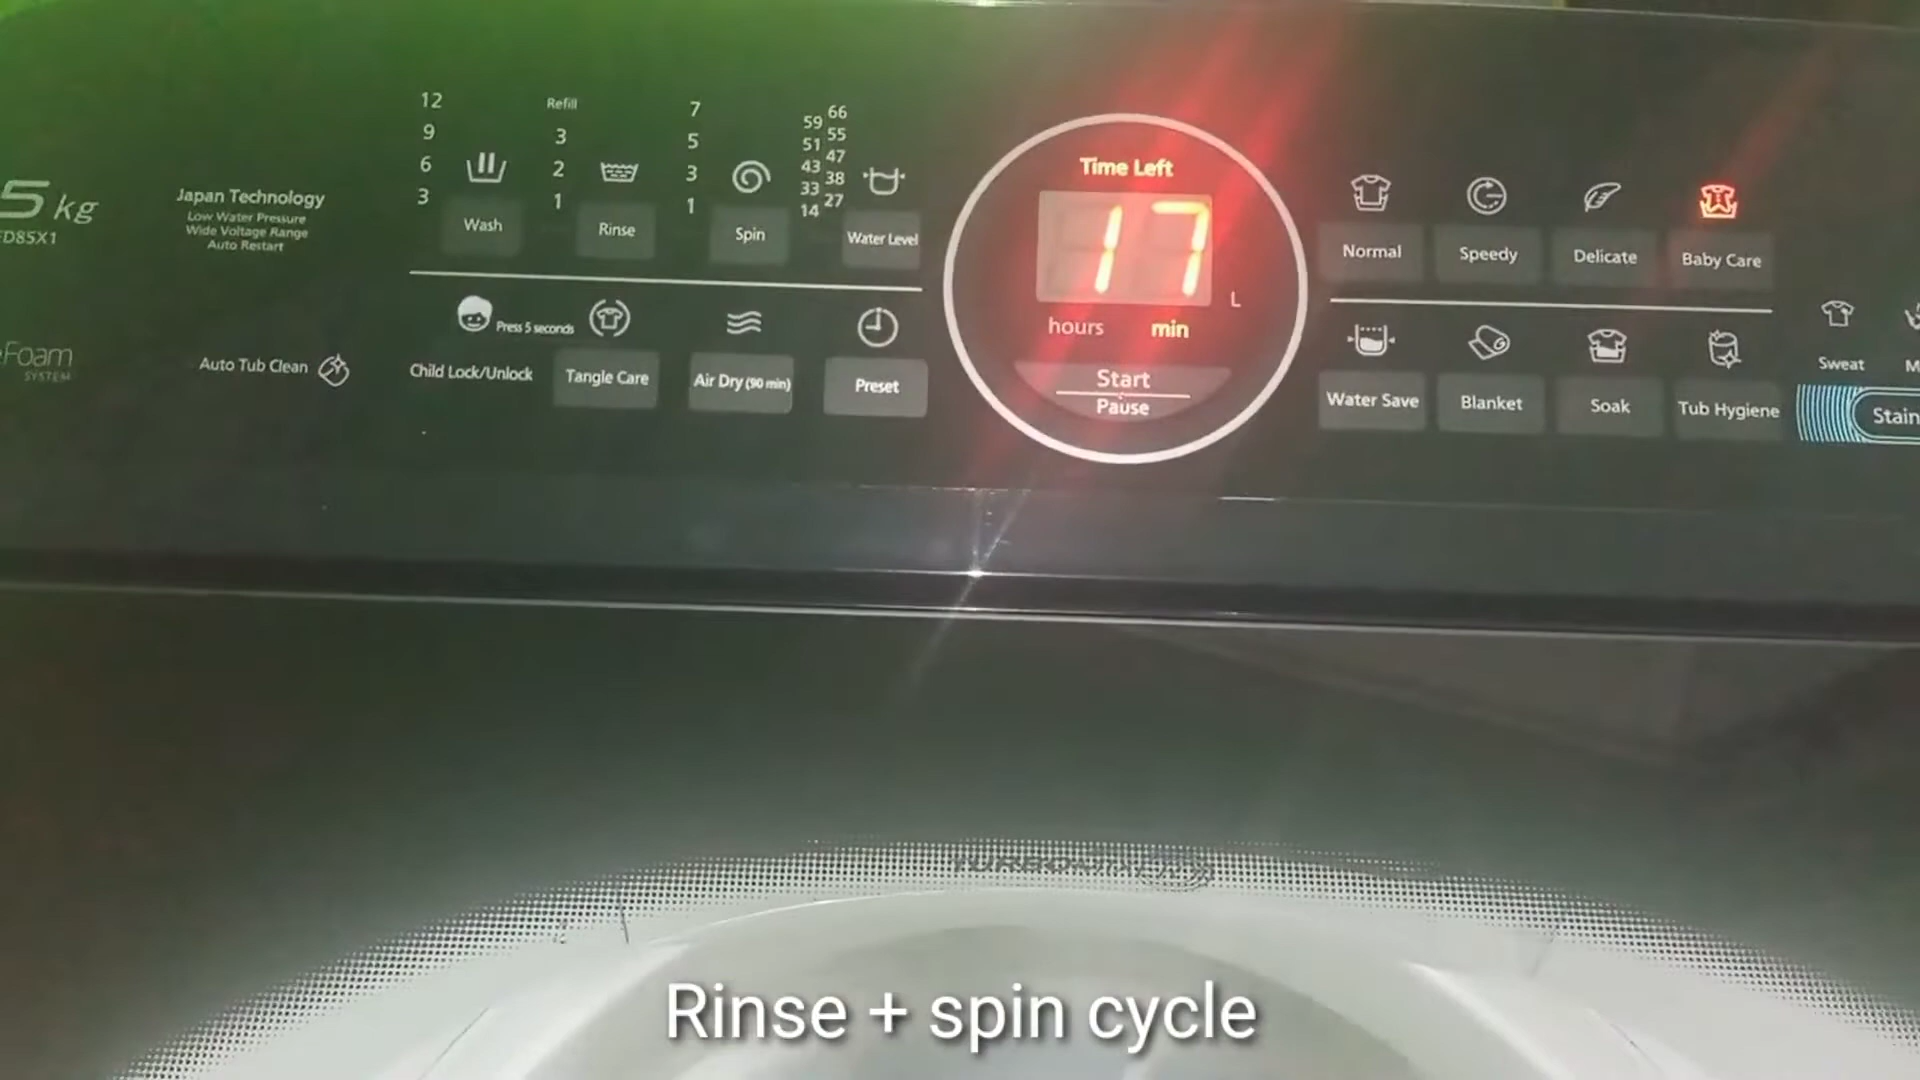 5 kg
D85X1
Foam
SYSTEM
Japan Technology
Low Water Pressure
Wide Voltage Range
Auto Restart
Auto Tub Clean
12
9
6
3
Wash
Refill
3
2
1
Rinse
7
5
3
1
Spin
66
59
55
51
47
43
38
33
27
14
Water Level
Press 5 seconds
Child Lock/Unlock
Tangle Care
Air Dry (90 min)
Preset
Time Left
17
L
hours
min
Start
Pause
Normal
Speedy
Delicate
Baby Care
Water Save
Blanket
Soak
Tub Hygiene
Sweat
M
Stain
Rinse + spin cycle